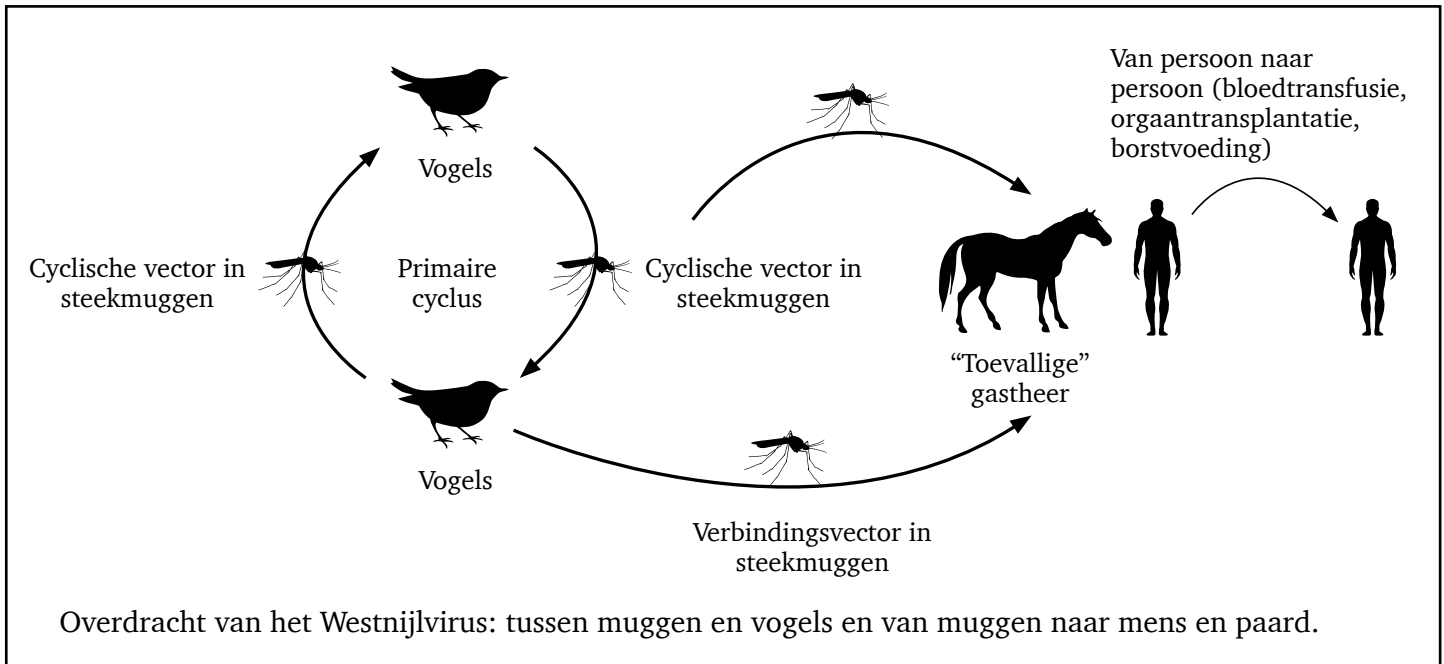 Vogels
Cyclische vector in
steekmuggen
Primaire
cyclus
Cyclische vector in
steekmuggen
Vogels
Van persoon naar
persoon (bloedtransfusie,
orgaantransplantatie,
borstvoeding)
“Toevallige”
gastheer
Verbindingsvector in
steekmuggen
Overdracht van het Westnijlvirus: tussen muggen en vogels en van muggen naar mens en paard.